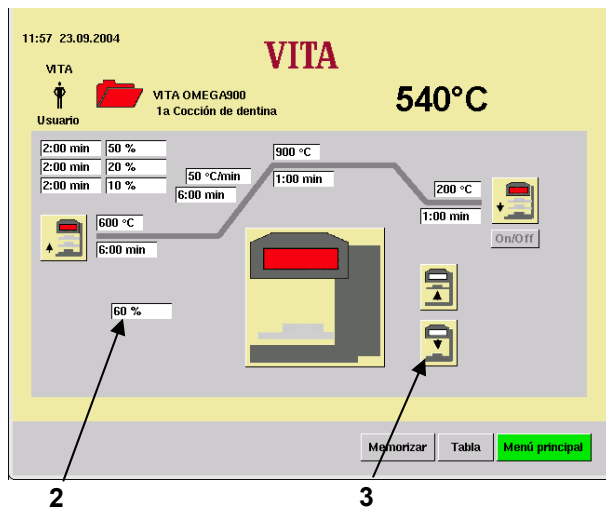 11:57 23.09.2004
VITA
VITA
Usuario
VITA OMEGA900
1a Cocción de dentina
540°C
2:00 min 50 %
2:00 min 20 %
2:00 min 10 %
600 °C
6:00 min
50 °C/min
6:00 min
900 °C
1:00 min
200 °C
1:00 min
On/Off
60 %
Memorizar Tabla Menú principal
2 3